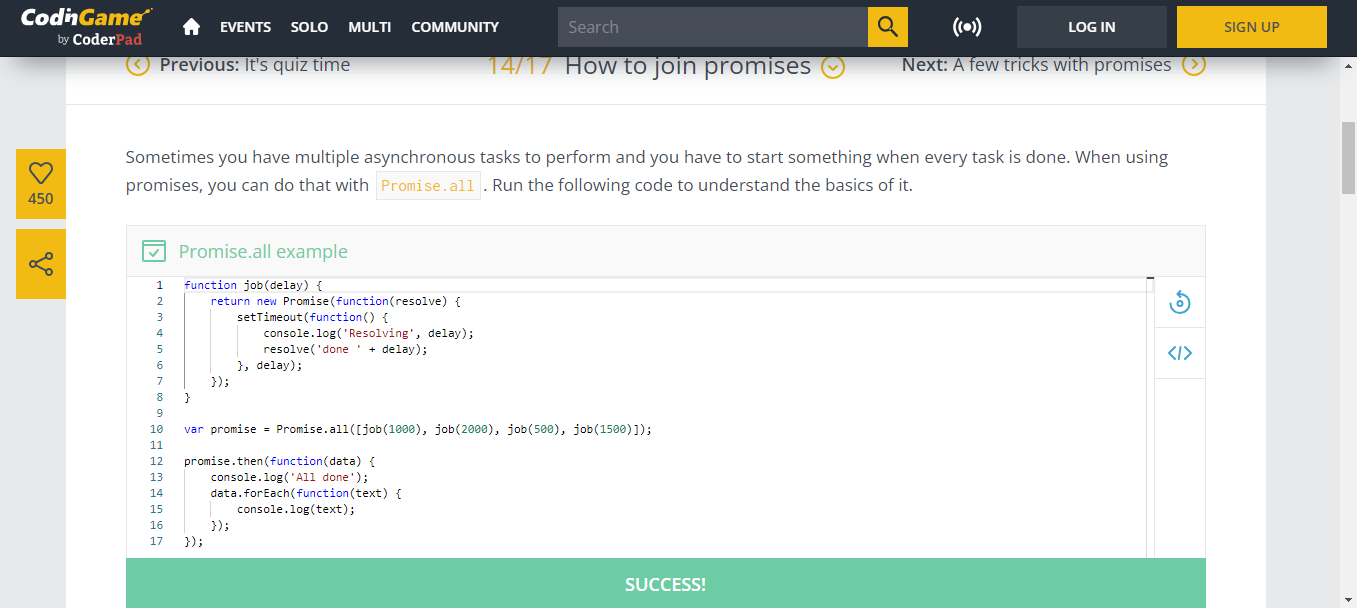 CodinGame
by CoderPad
EVENTS SOLO MULTI COMMUNITY
Search
LOG IN
SIGN UP
Previous: It's quiz time
14/17 How to join promises
Next: A few tricks with promises
450
Sometimes you have multiple asynchronous tasks to perform and you have to start something when every task is done. When using
promises, you can do that with Promise.all . Run the following code to understand the basics of it.
Promise.all example
1 function job(delay) {
2 return new Promise(function(resolve) {
3 setTimeout(function() {
4 console.log('Resolving', delay);
5 resolve('done ' + delay);
6 }, delay);
7 });
8 }
9
10 var promise = Promise.all([job(1000), job(2000), job(500), job(1500)]);
11
12 promise.then(function(data) {
13 console.log('All done');
14 data.forEach(function(text) {
15 console.log(text);
16 });
17 });
SUCCESS!